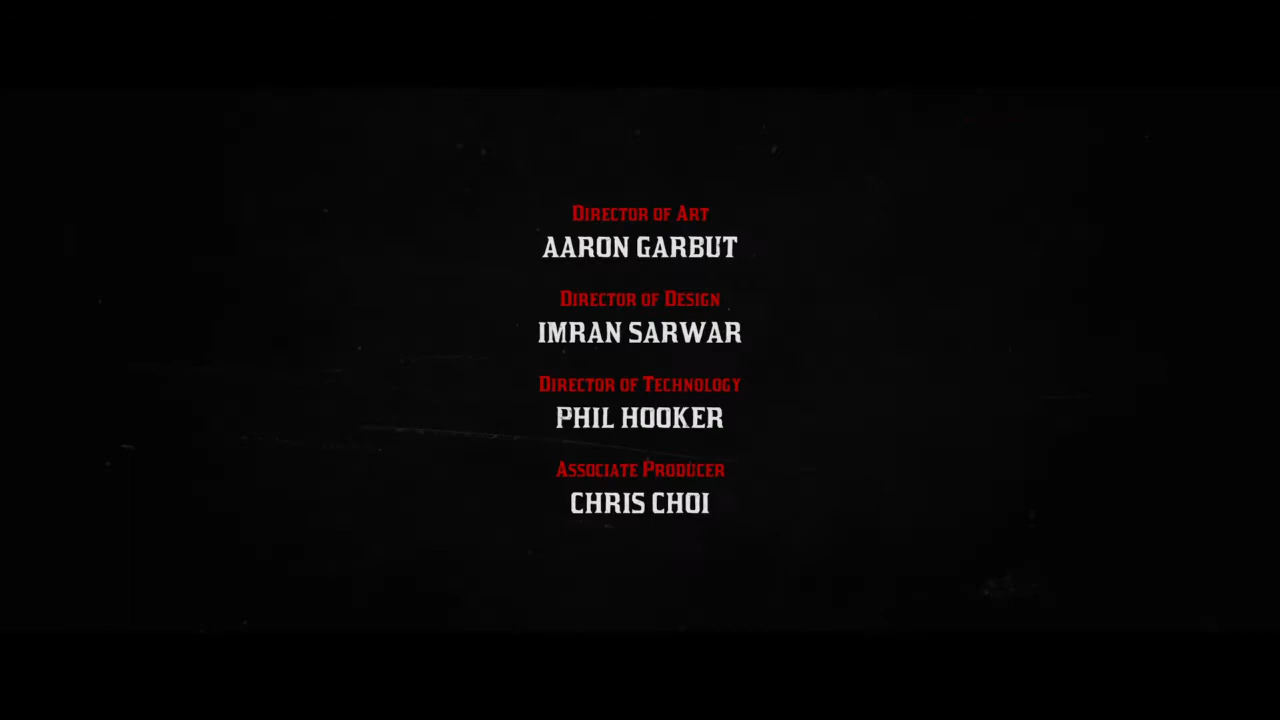 Director of Art
AARON GARBUT
Director of Design
IMRAN SARWAR
Director of Technology
PHIL HOOKER
Associate Producer
CHRIS CHOI